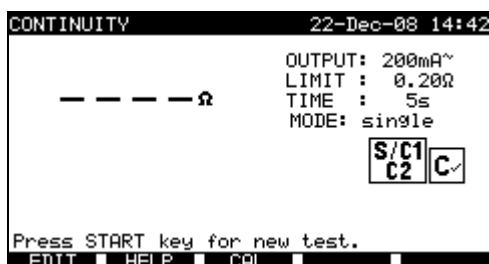 CONTINUITY 22-Dec-08 14:42
OUTPUT: 200mA~
LIMIT : 0.20Ω
– – – – Ω
TIME : 5s
MODE: single
S/C1
C2
C✓
Press START key for new test.
EDIT HELP CAL